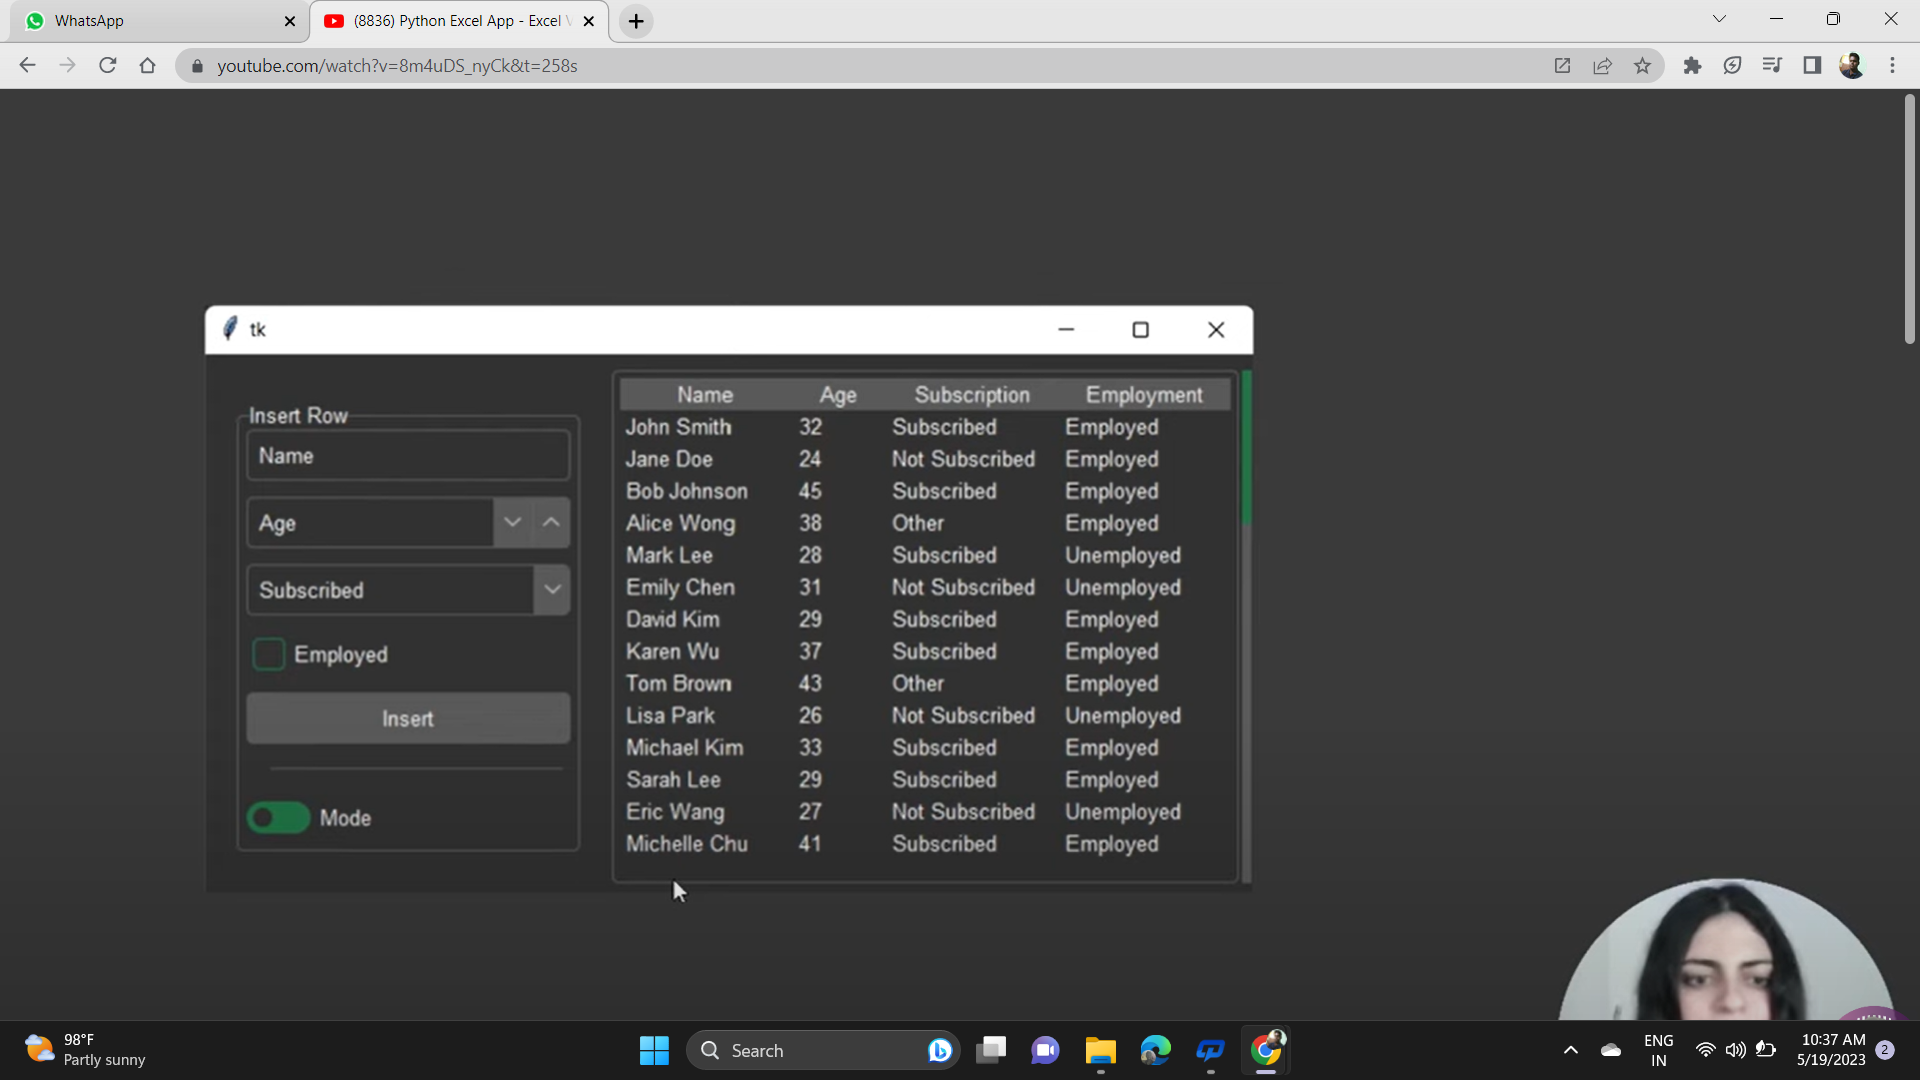 WhatsApp
(8836) Python Excel App - Excel
youtube.com/watch?v=8m4uDS_nyCk&t=258s
tk
Insert Row
Name
Age
Subscribed
Employed
Insert
Mode
Name Age Subscription Employment
John Smith 32 Subscribed Employed
Jane Doe 24 Not Subscribed Employed
Bob Johnson 45 Subscribed Employed
Alice Wong 38 Other Employed
Mark Lee 28 Subscribed Unemployed
Emily Chen 31 Not Subscribed Unemployed
David Kim 29 Subscribed Employed
Karen Wu 37 Subscribed Employed
Tom Brown 43 Other Employed
Lisa Park 26 Not Subscribed Unemployed
Michael Kim 33 Subscribed Employed
Sarah Lee 29 Subscribed Employed
Eric Wang 27 Not Subscribed Unemployed
Michelle Chu 41 Subscribed Employed
98°F
Partly sunny
Search
ENG
IN
10:37 AM
5/19/2023
2